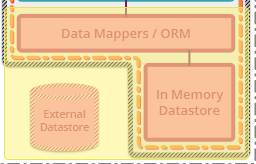 Data Mappers / ORM
In Memory
Datastore
External
Datastore